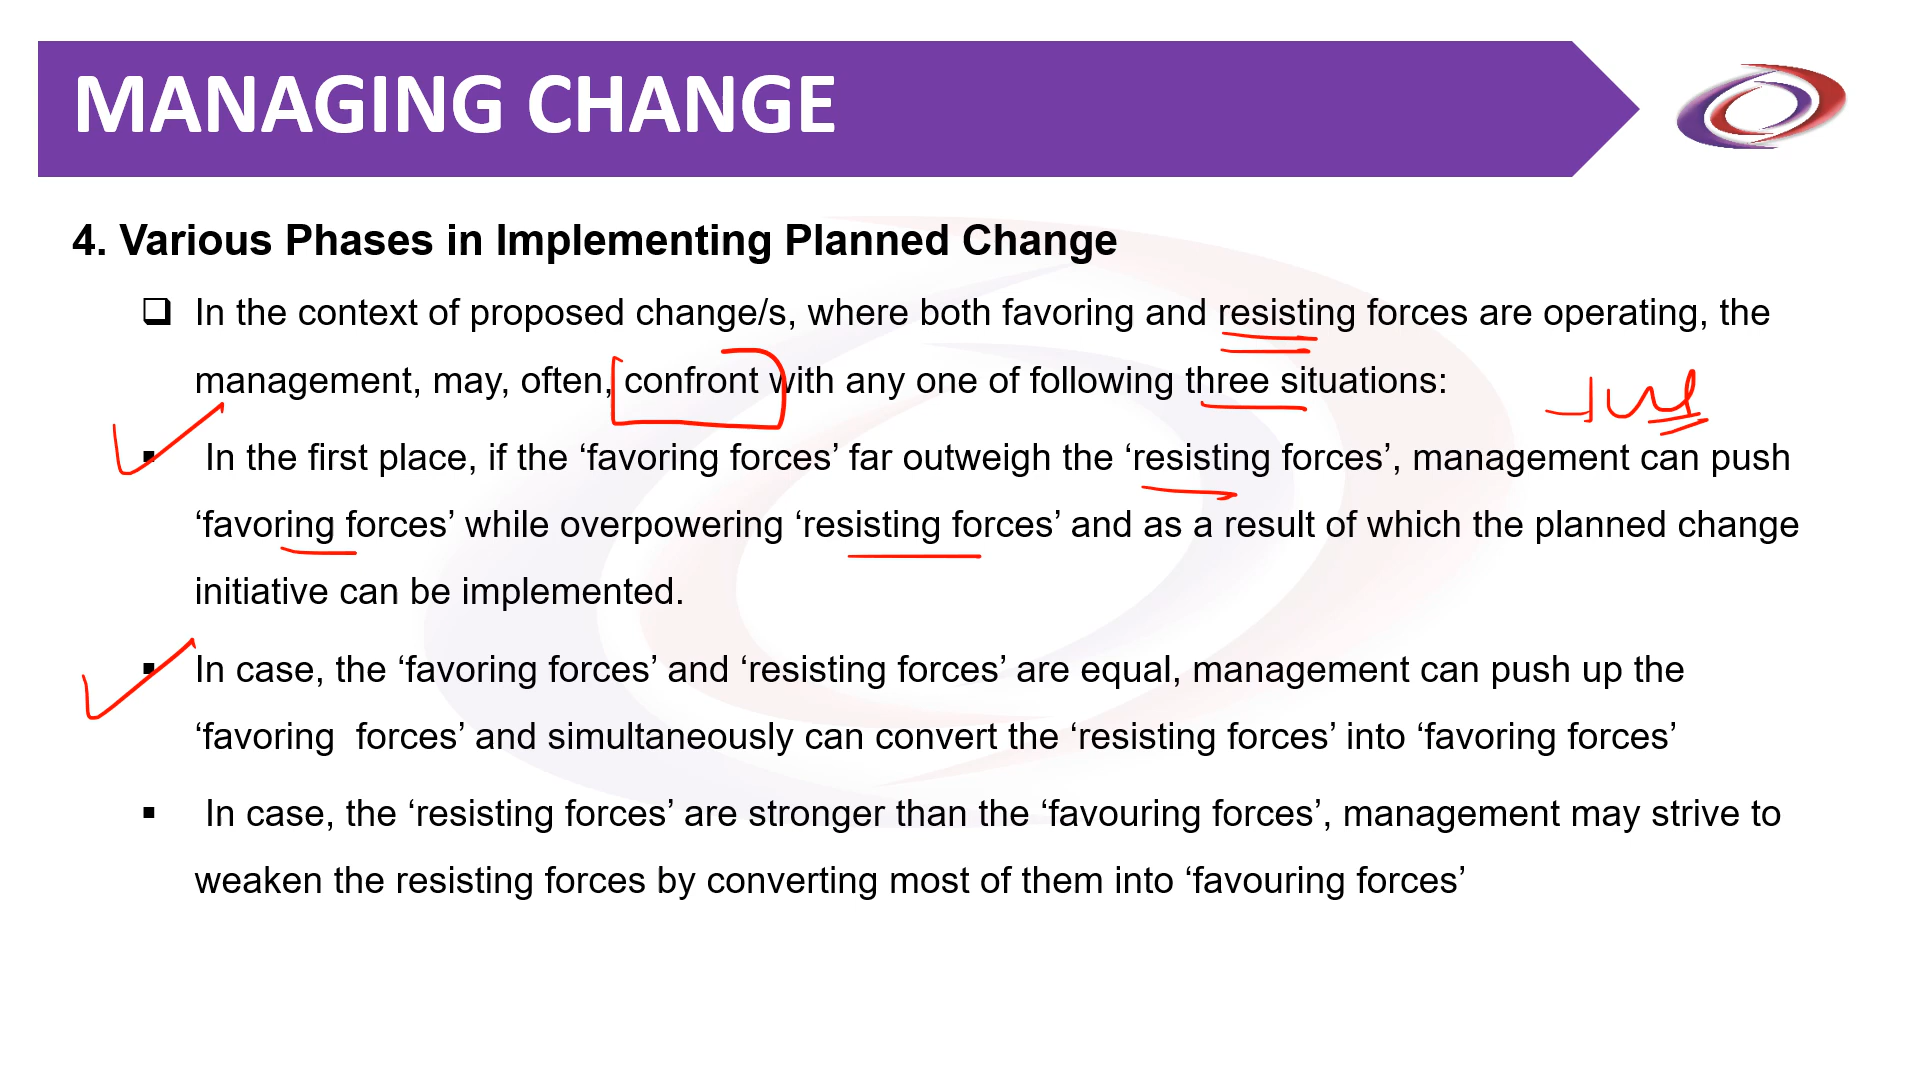 MANAGING CHANGE
4. Various Phases in Implementing Planned Change
In the context of proposed change/s, where both favoring and resisting forces are operating, the
management, may, often, confront with any one of following three situations:
In the first place, if the ‘favoring forces’ far outweigh the ‘resisting forces’, management can push
‘favoring forces’ while overpowering ‘resisting forces’ and as a result of which the planned change
initiative can be implemented.
In case, the ‘favoring forces’ and ‘resisting forces’ are equal, management can push up the
‘favoring  forces’ and simultaneously can convert the ‘resisting forces’ into ‘favoring forces’
In case, the ‘resisting forces’ are stronger than the ‘favouring forces’, management may strive to
weaken the resisting forces by converting most of them into ‘favouring forces’